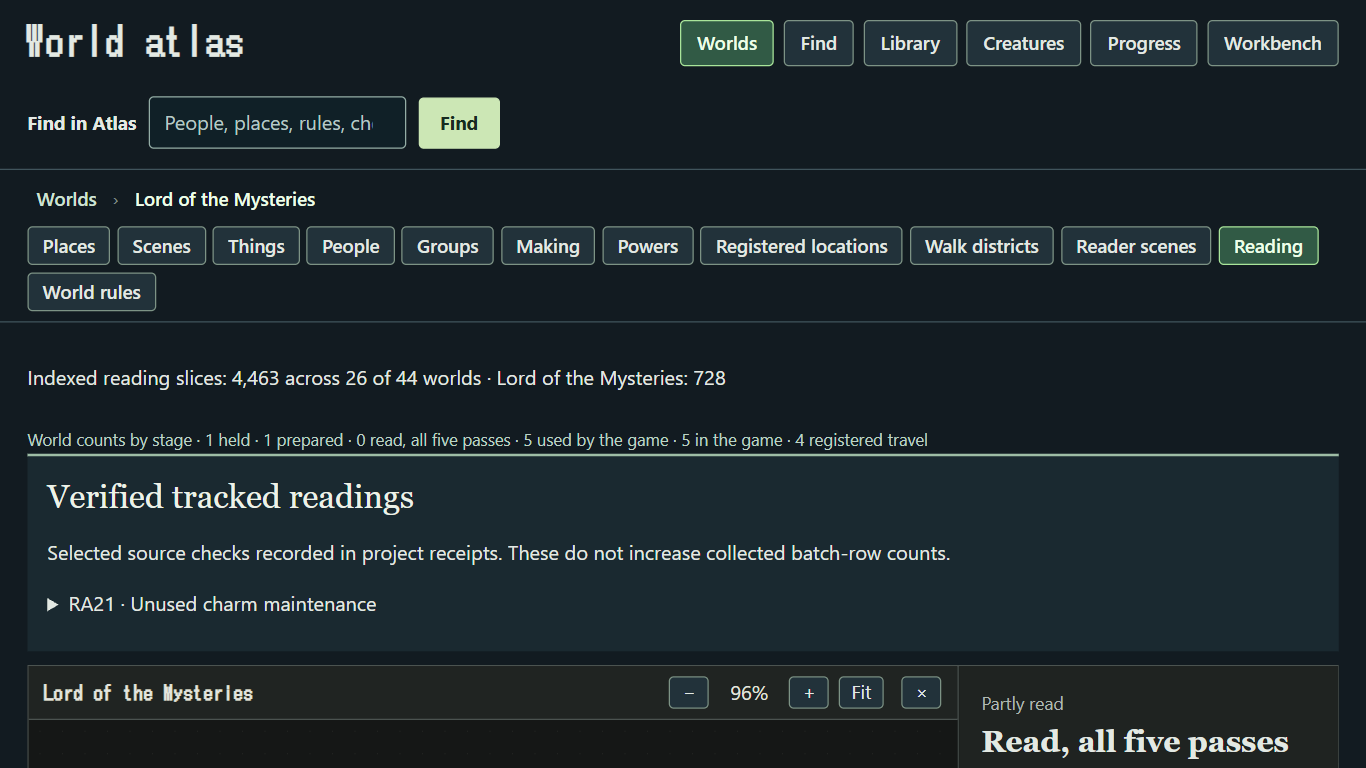 World atlas
Worlds
Find
Library
Creatures
Progress
Workbench
Find in Atlas
People, places, rules, ch
Find
Worlds › Lord of the Mysteries
Places
Scenes
Things
People
Groups
Making
Powers
Registered locations
Walk districts
Reader scenes
Reading
World rules
Indexed reading slices: 4,463 across 26 of 44 worlds · Lord of the Mysteries: 728
World counts by stage · 1 held · 1 prepared · 0 read, all five passes · 5 used by the game · 5 in the game · 4 registered travel
Verified tracked readings
Selected source checks recorded in project receipts. These do not increase collected batch-row counts.
▶ RA21 · Unused charm maintenance
Lord of the Mysteries
−
96%
+
Fit
×
Partly read
Read, all five passes